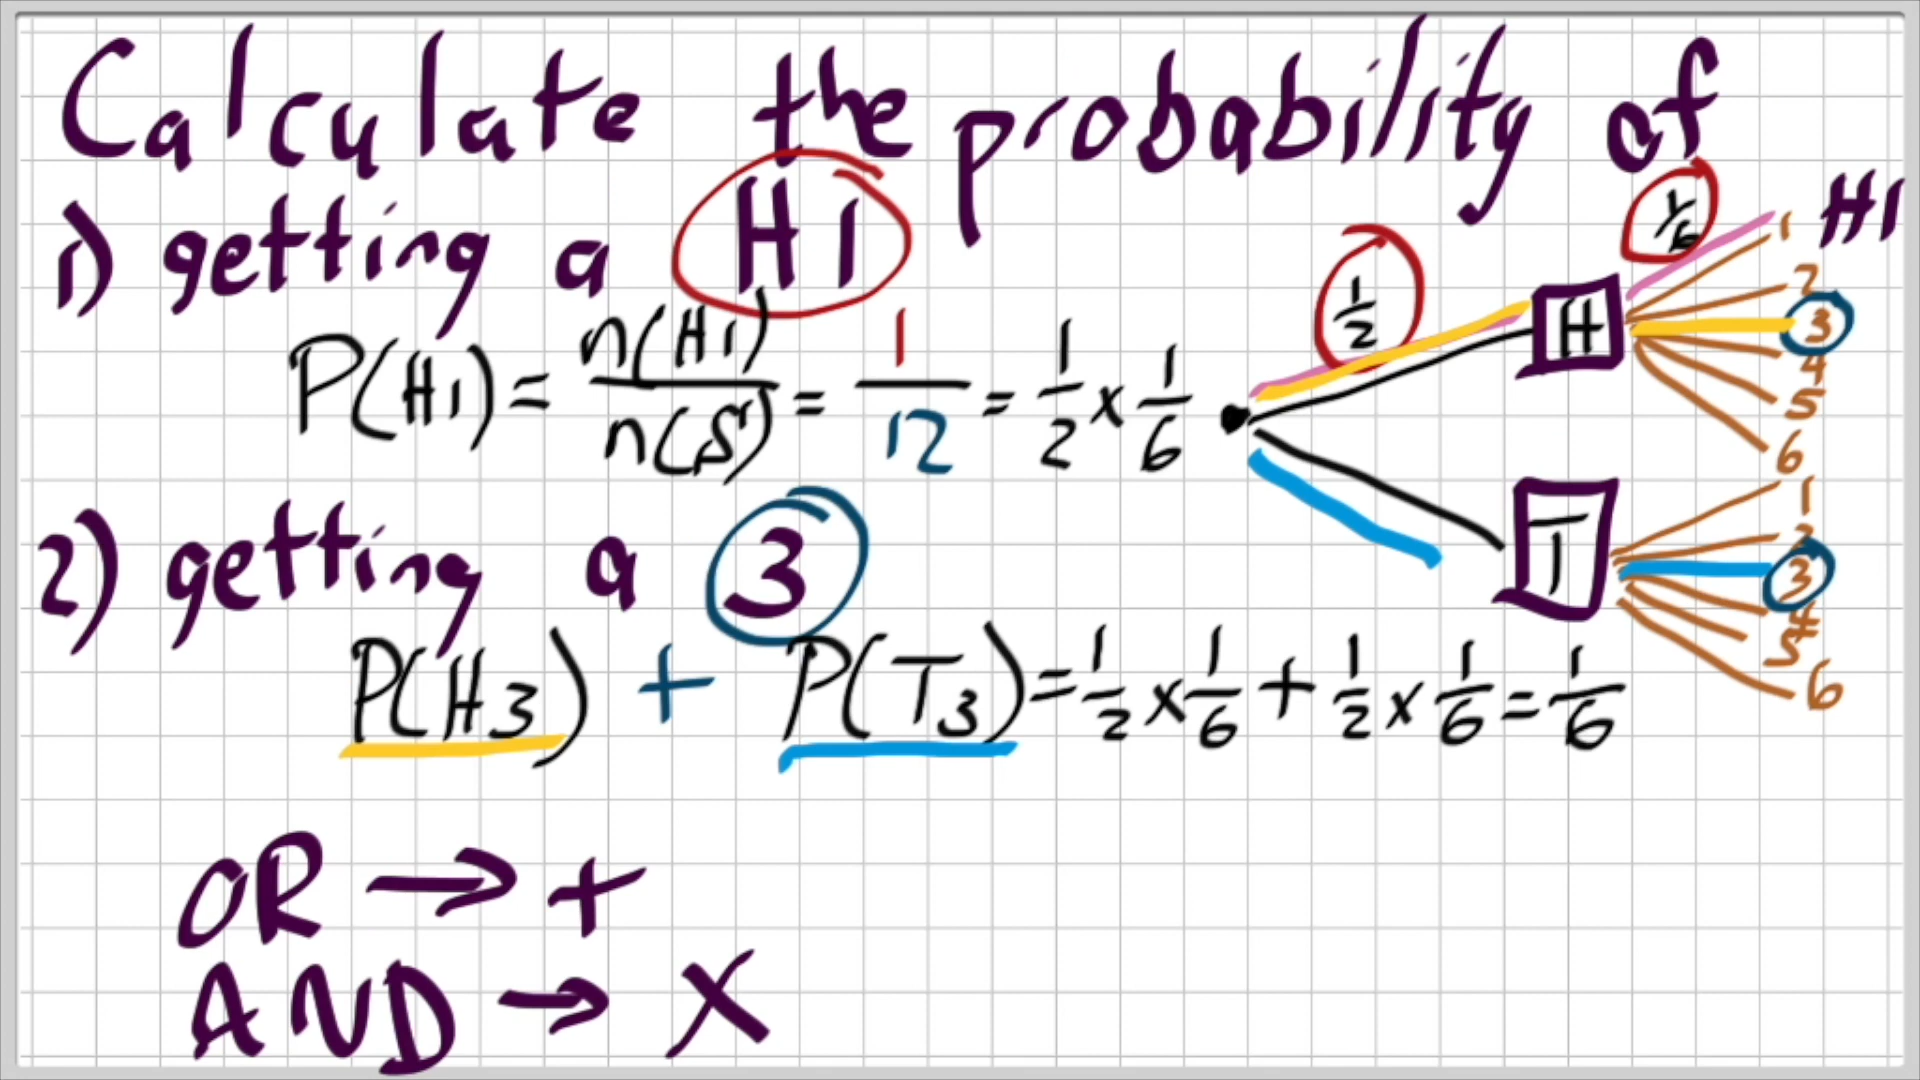 Calculate the probability of
1) getting a H1
P(H1) = n(H1)/n(S) = 1/12 = 1/2 x 1/6
2) getting a 3
P(H3) + P(T3) = 1/2 x 1/6 + 1/2 x 1/6 = 1/6
OR → +
AND → X
1/2
H
1/6
1 H1
2
3
4
5
6
T
1
2
3
4
5
6